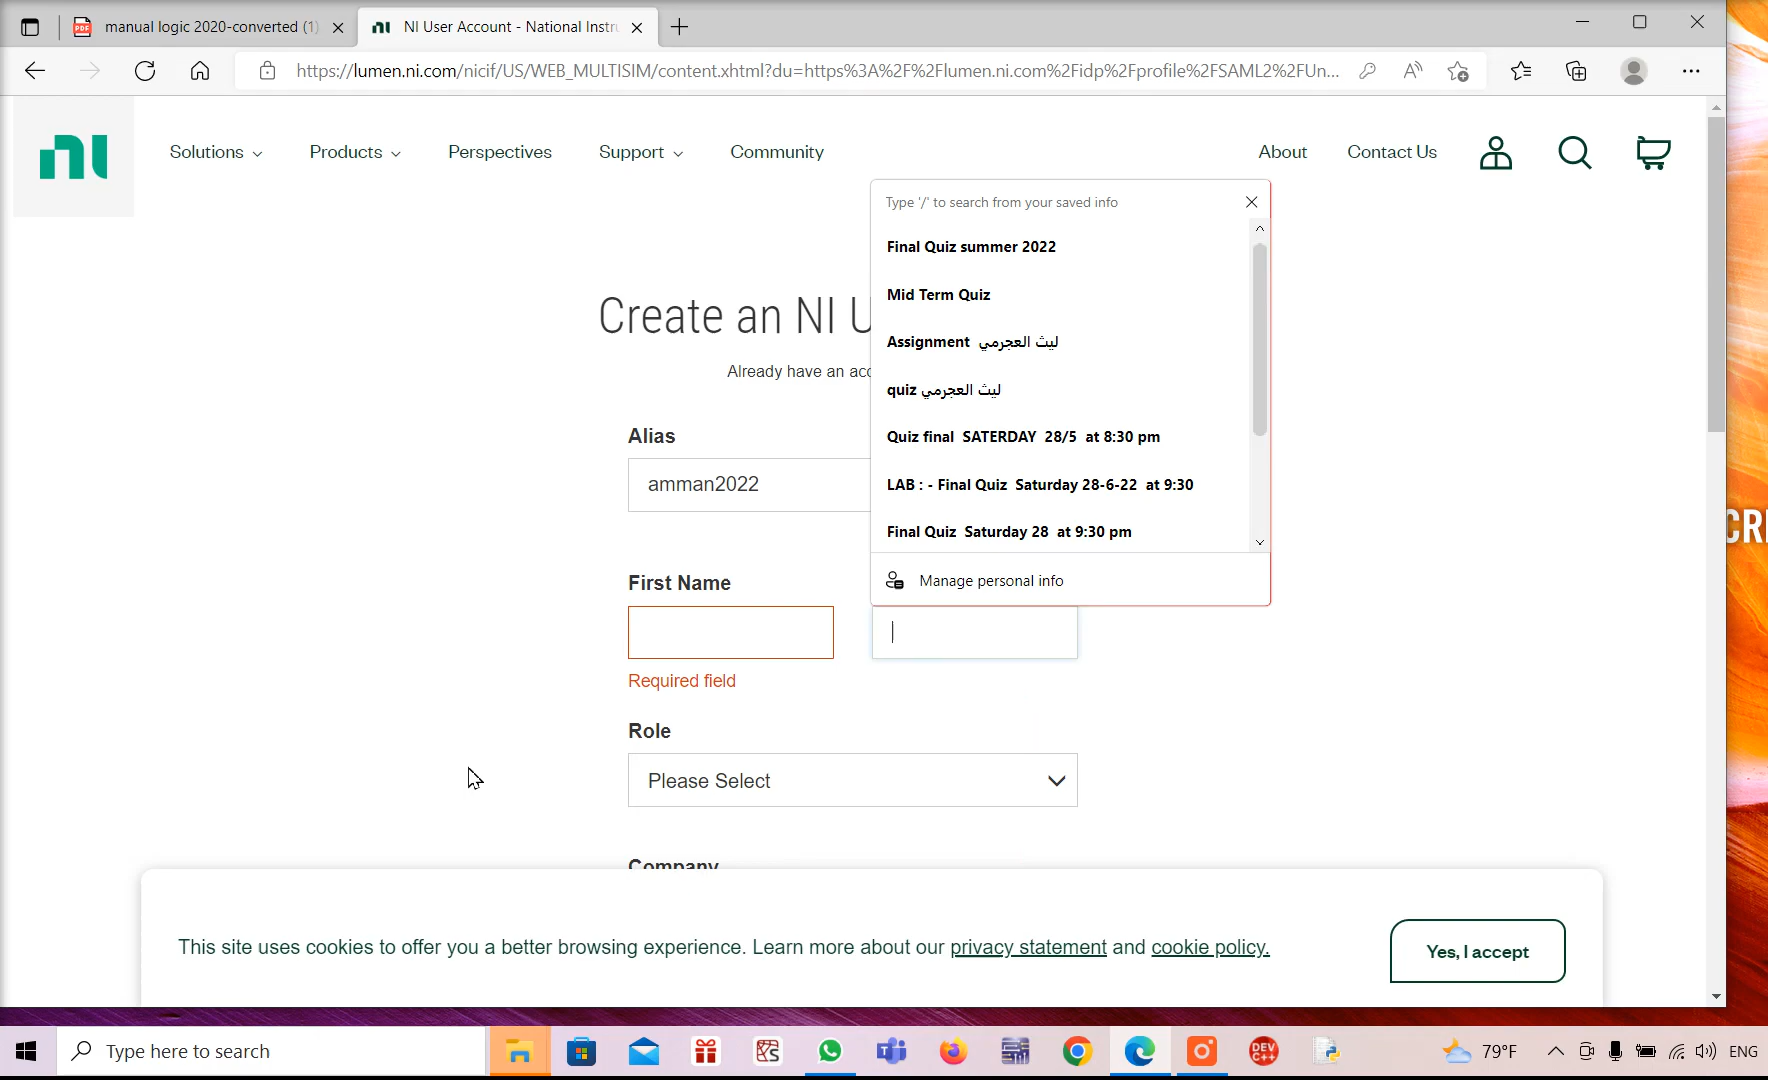 manual logic 2020-converted (1)
NI User Account - National Instru
https://lumen.ni.com/nicif/US/WEB_MULTISIM/content.xhtml?du=https%3A%2F%2Flumen.ni.com%2Fidp%2Fprofile%2FSAML2%2FUn...
Solutions
Products
Perspectives
Support
Community
About
Contact Us
Type '/' to search from your saved info
Final Quiz summer 2022
Mid Term Quiz
Assignment ليث العجرمي
quiz ليث العجرمي
Quiz final SATERDAY 28/5 at 8:30 pm
LAB : - Final Quiz Saturday 28-6-22 at 9:30
Final Quiz Saturday 28 at 9:30 pm
Manage personal info
Create an NI U
Already have an acc
Alias
amman2022
First Name
Required field
Role
Please Select
Company
This site uses cookies to offer you a better browsing experience. Learn more about our privacy statement and cookie policy.
Yes, I accept
Type here to search
DEV C++
79°F
ENG